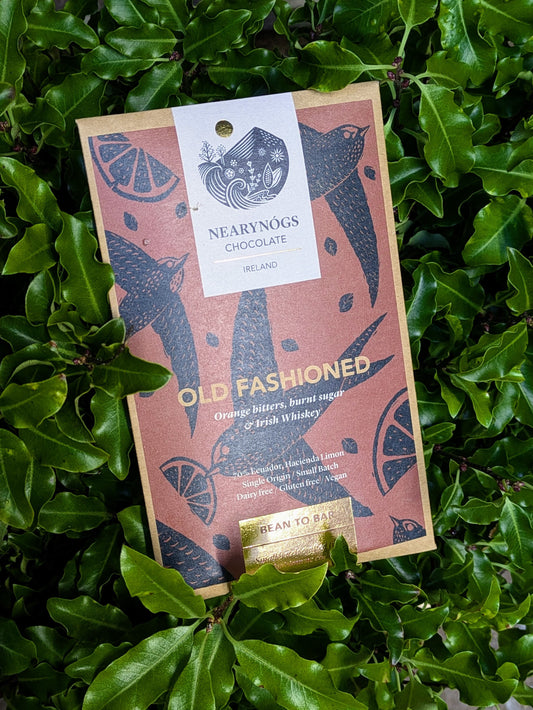 NEARYNÓGS
CHOCOLATE
IRELAND
OLD FASHIONED
Orange bitters, burnt sugar
& Irish Whiskey
Ecuador, Hacienda Limon
Single Origin / Small Batch
Dairy free / Gluten free / Vegan
BEAN TO BAR